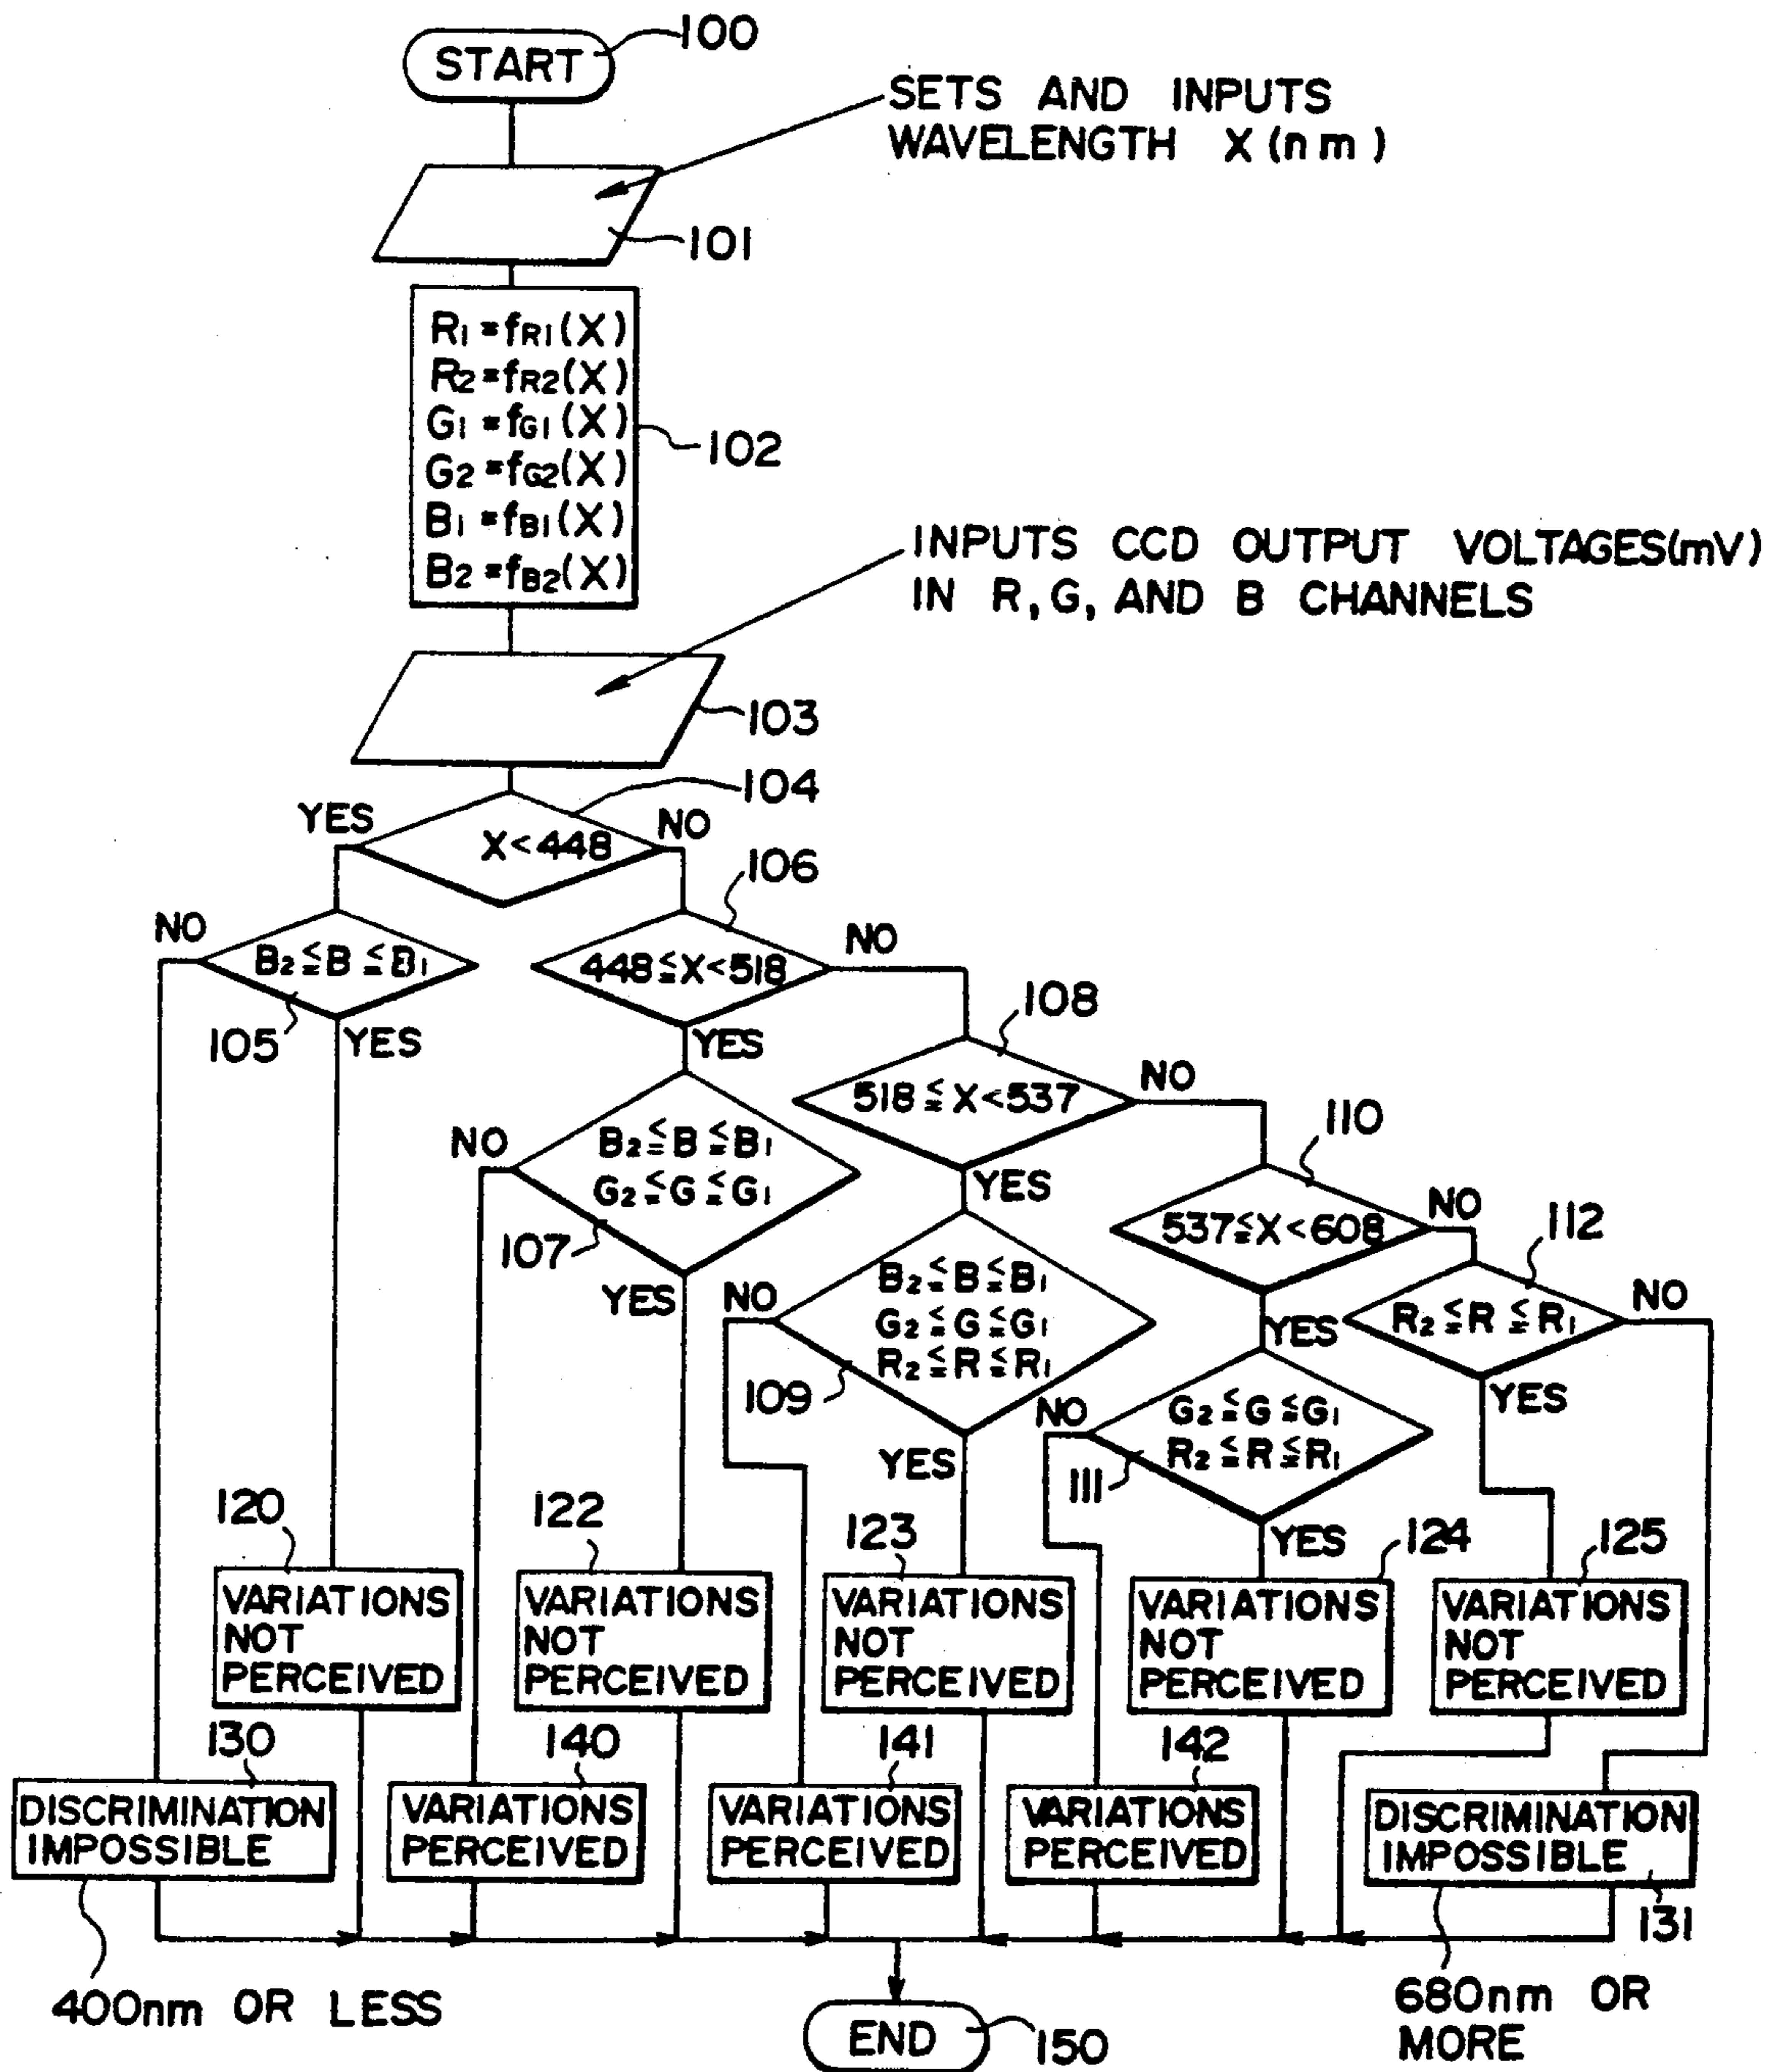 START
100
SETS AND INPUTS
WAVELENGTH X (nm)
101
R1 = fR1(X)
R2 = fR2(X)
G1 = fG1(X)
G2 = fG2(X)
B1 = fB1(X)
B2 = fB2(X)
102
INPUTS CCD OUTPUT VOLTAGES(mV)
IN R, G, AND B CHANNELS
103
104
YES
X < 448
NO
106
NO
B2 ≦ B ≦ B1
448 ≦ X < 518
NO
105
YES
YES
108
518 ≦ X < 537
NO
110
NO
B2 ≦ B ≦ B1
G2 ≦ G ≦ G1
107
YES
YES
537 ≦ X < 608
NO
112
NO
B2 ≦ B ≦ B1
G2 ≦ G ≦ G1
R2 ≦ R ≦ R1
109
YES
YES
R2 ≦ R ≦ R1
NO
YES
NO
G2 ≦ G ≦ G1
R2 ≦ R ≦ R1
111
YES
120
VARIATIONS
NOT
PERCEIVED
122
VARIATIONS
NOT
PERCEIVED
123
VARIATIONS
NOT
PERCEIVED
124
VARIATIONS
NOT
PERCEIVED
125
VARIATIONS
NOT
PERCEIVED
130
DISCRIMINATION
IMPOSSIBLE
140
VARIATIONS
PERCEIVED
141
VARIATIONS
PERCEIVED
142
VARIATIONS
PERCEIVED
DISCRIMINATION
IMPOSSIBLE
131
400nm OR LESS
680nm OR
MORE
END
150